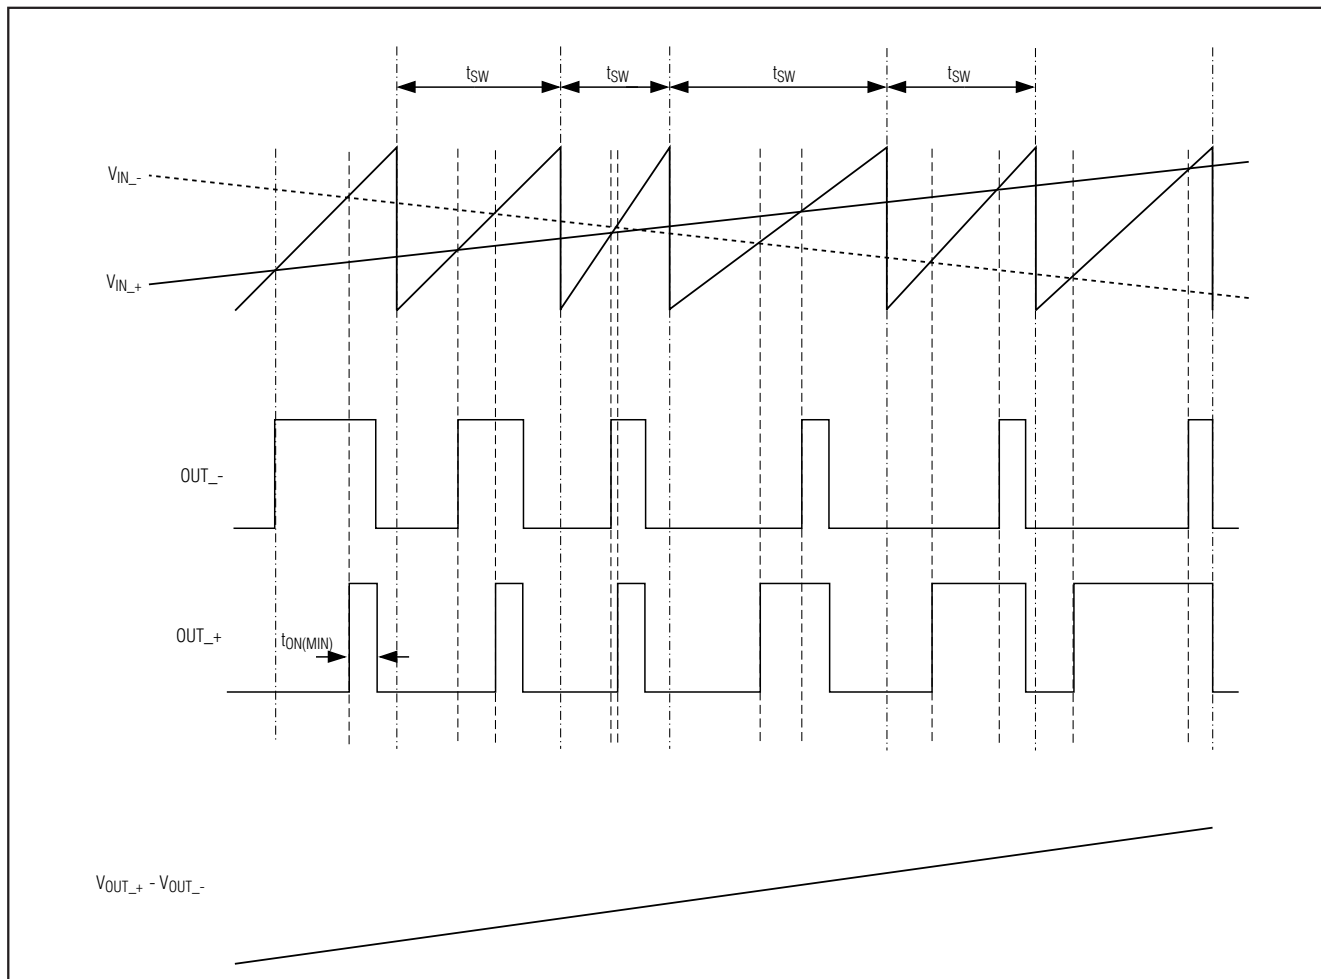 tSW tSW tSW tSW
VIN_-
VIN_+
OUT_-
OUT_+
tON(MIN)
VOUT_+ - VOUT_-